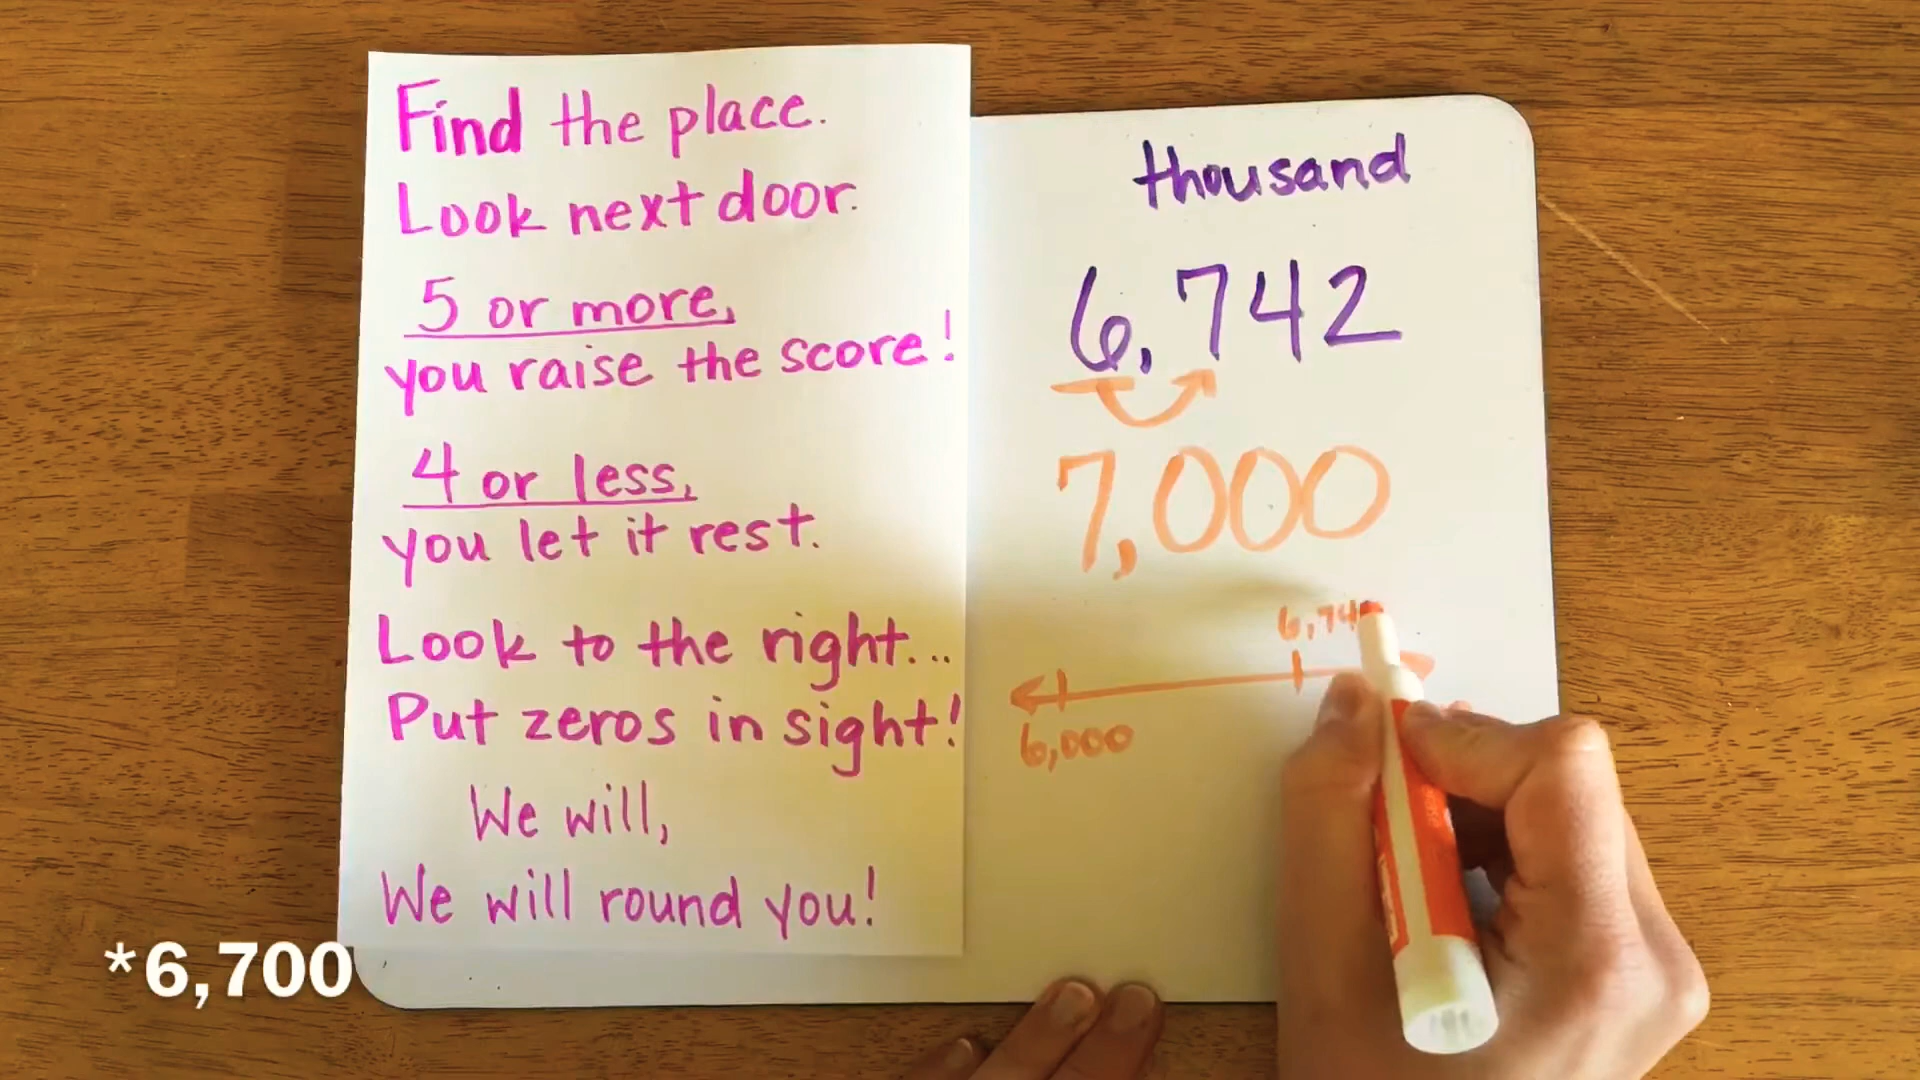 Find the place.
Look next door.
5 or more,
you raise the score!
4 or less,
you let it rest.
Look to the right...
Put zeros in sight!
We will,
We will round you!
thousand
6,742
7,000
6,000
*6,700